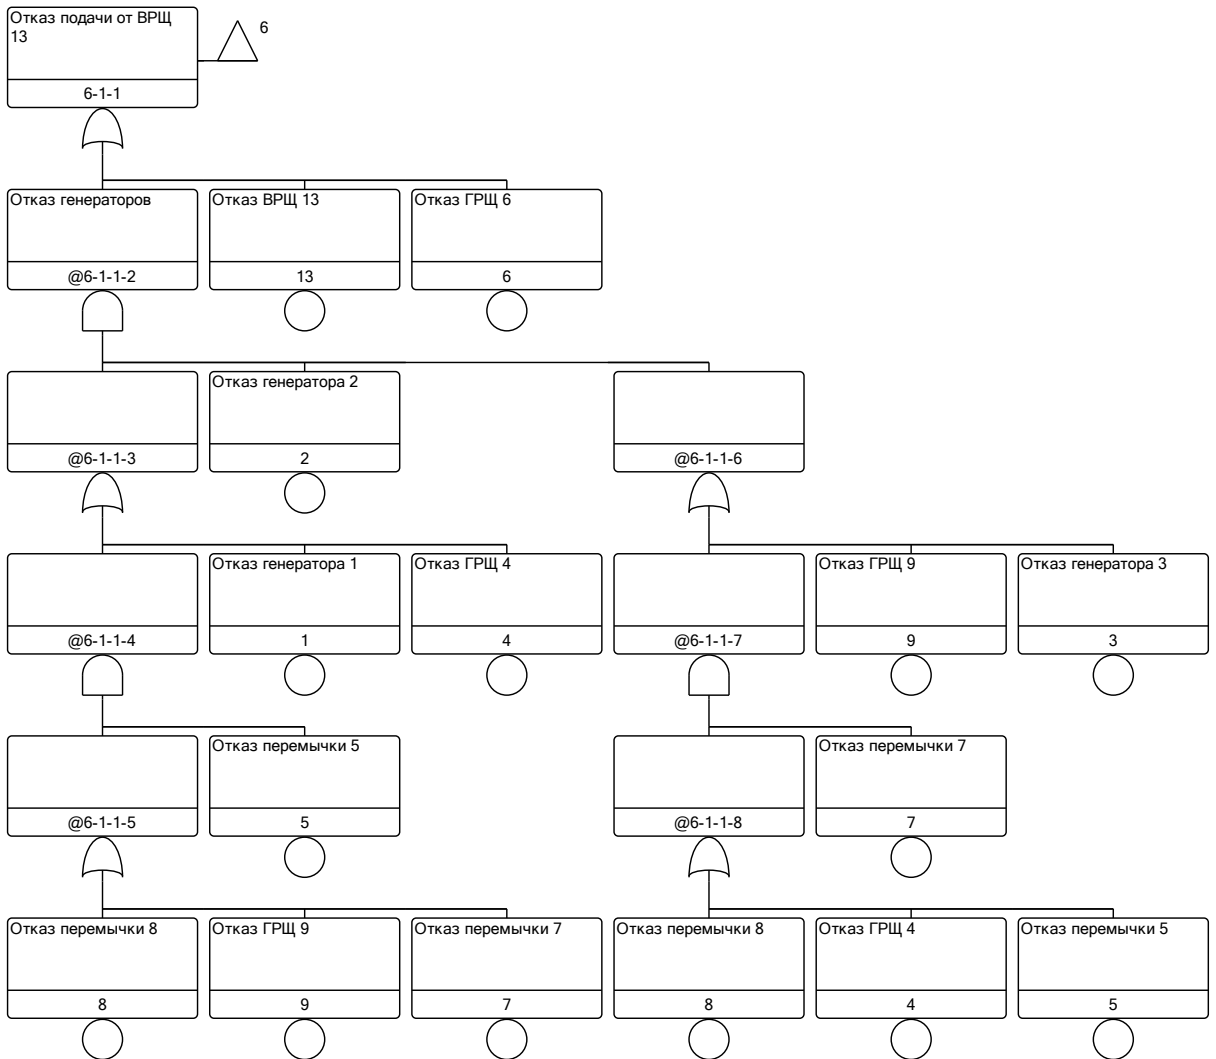 Отказ подачи от ВРЩ
13
6
6-1-1
Отказ генераторов
Отказ ВРЩ 13
Отказ ГРЩ 6
@6-1-1-2
13
6
Отказ генератора 2
@6-1-1-3
2
@6-1-1-6
Отказ генератора 1
Отказ ГРЩ 4
Отказ ГРЩ 9
Отказ генератора 3
@6-1-1-4
1
4
@6-1-1-7
9
3
Отказ перемычки 5
Отказ перемычки 7
@6-1-1-5
5
@6-1-1-8
7
Отказ перемычки 8
Отказ ГРЩ 9
Отказ перемычки 7
Отказ перемычки 8
Отказ ГРЩ 4
Отказ перемычки 5
8
9
7
8
4
5